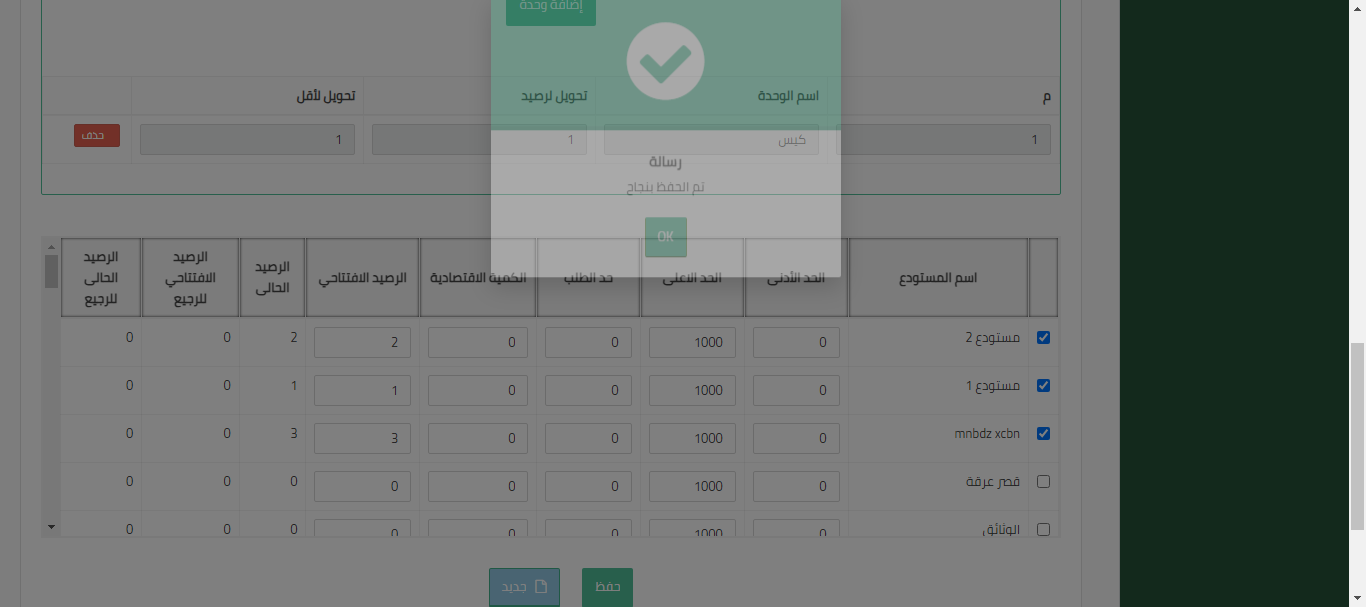 إضافة وحدة
م اسم الوحدة تحويل لرصيد تحويل لأقل
1 كيس 1 1 حذف
رسالة
تم الحفظ بنجاح
OK
اسم المستودع الحد الأدنى الحد الاعلى حد الطلب الكمية الاقتصادية الرصيد الافتتاحي الرصيد الحالى الرصيد الافتتاحي للرجيع الرصيد الحالى للرجيع
مستودع 2 0 1000 0 0 2 2 0 0
مستودع 1 0 1000 0 0 1 1 0 0
mnbdz xcbn 0 1000 0 0 3 3 0 0
قصر عرقة 0 1000 0 0 0 0 0 0
الوثائق 0 1000 0 0 0 0 0 0
حفظ جديد